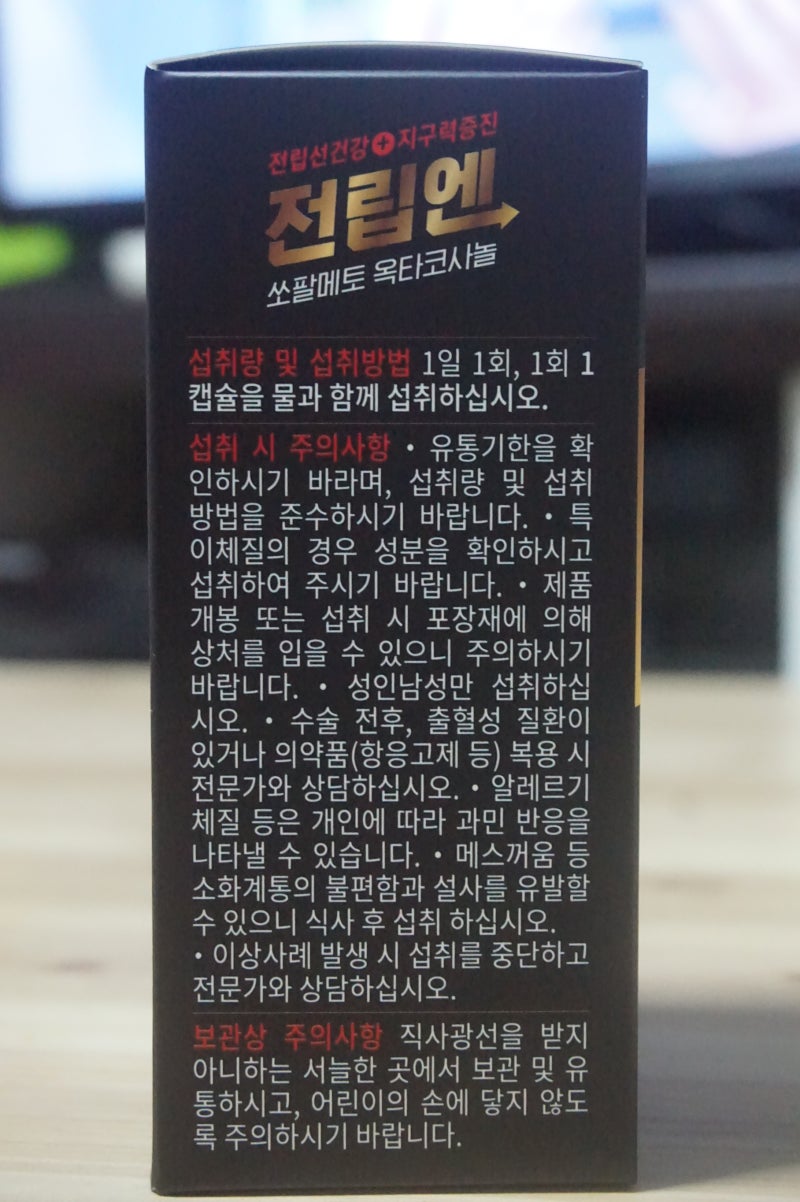 전립선건강+지구력증진
전립엔
쏘팔메토 옥타코사놀
섭취량 및 섭취방법 1일 1회, 1회 1
캡슐을 물과 함께 섭취하십시오.
섭취 시 주의사항 • 유통기한을 확
인하시기 바라며, 섭취량 및 섭취
방법을 준수하시기 바랍니다. • 특
이체질의 경우 성분을 확인하시고
섭취하여 주시기 바랍니다. • 제품
개봉 또는 섭취 시 포장재에 의해
상처를 입을 수 있으니 주의하시기
바랍니다. • 성인남성만 섭취하십
시오. • 수술 전후, 출혈성 질환이
있거나 의약품(항응고제 등) 복용 시
전문가와 상담하십시오. • 알레르기
체질 등은 개인에 따라 과민 반응을
나타낼 수 있습니다. • 메스꺼움 등
소화계통의 불편함과 설사를 유발할
수 있으니 식사 후 섭취 하십시오.
• 이상사례 발생 시 섭취를 중단하고
전문가와 상담하십시오.
보관상 주의사항 직사광선을 받지
아니하는 서늘한 곳에서 보관 및 유
통하시고, 어린이의 손에 닿지 않도
록 주의하시기 바랍니다.